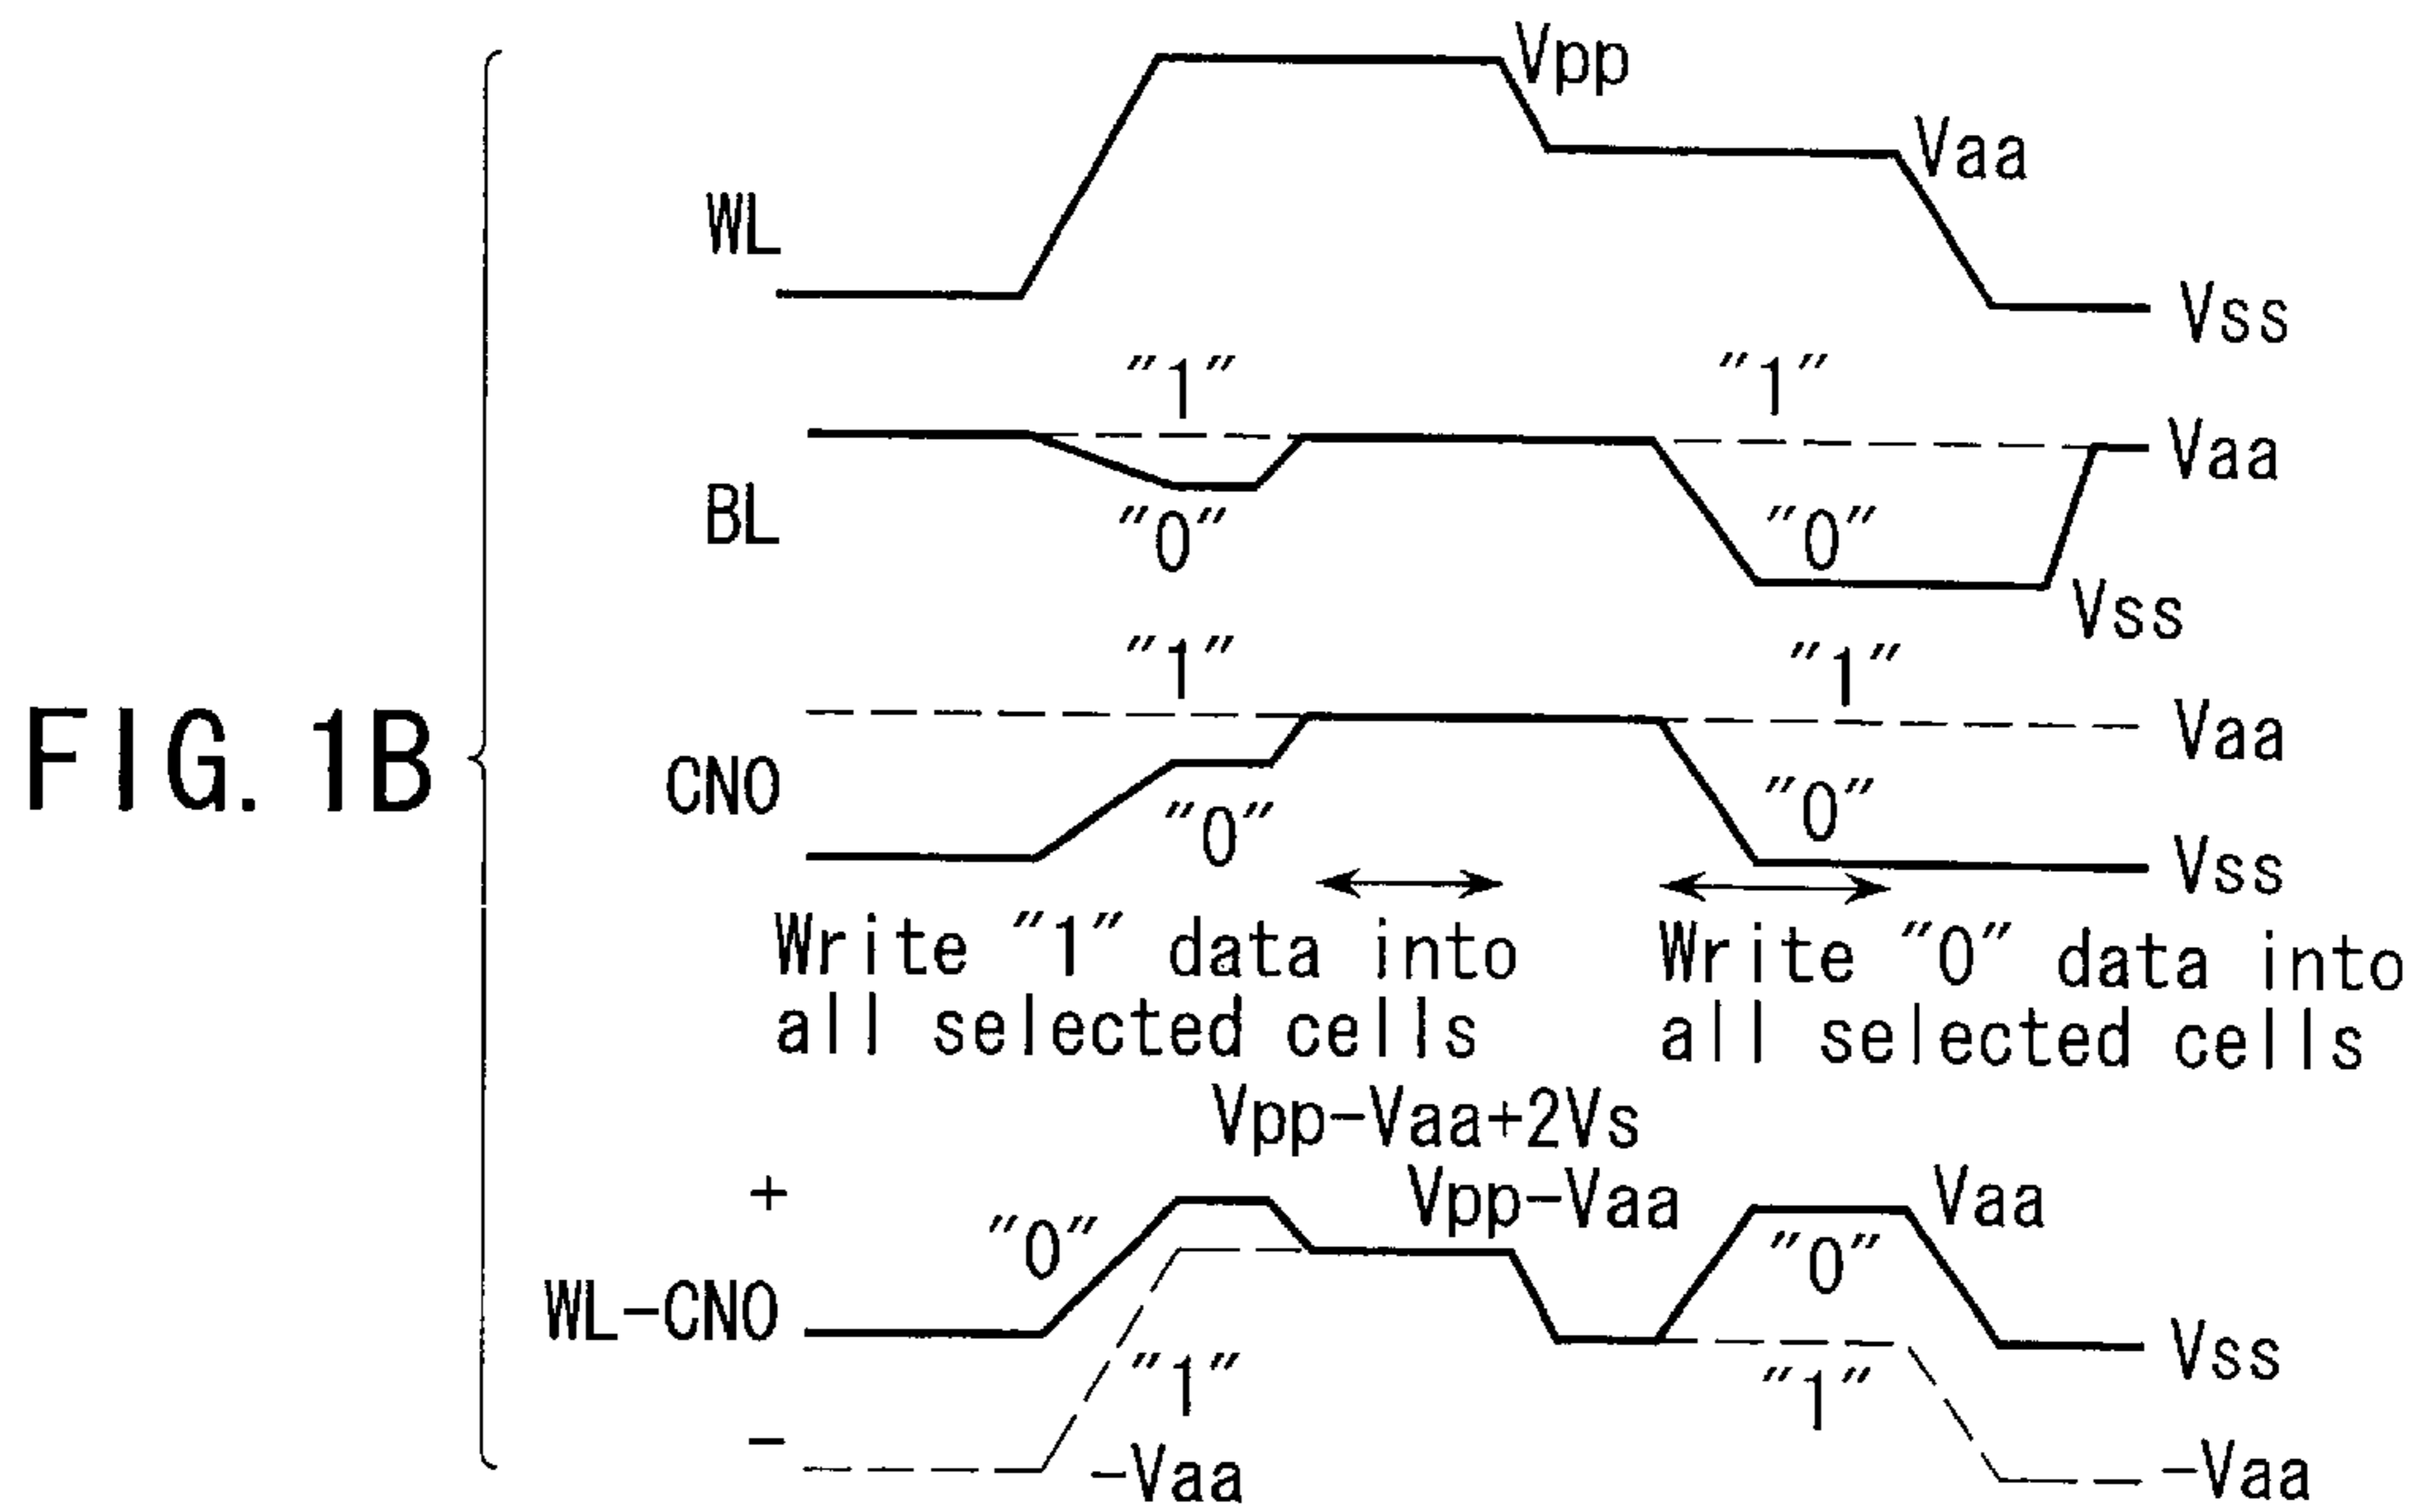 FIG. 1B
Vpp
Vaa
WL
Vss
"1" "1"
Vaa
BL
"0" "0"
Vss
"1" "1"
Vaa
CNO
"0" "0"
Vss
Write "1" data into
all selected cells
Write "0" data into
all selected cells
Vpp-Vaa+2Vs
+
Vpp-Vaa
Vaa
"0" "0"
WL-CNO
Vss
"1" "1"
-
-Vaa
-Vaa